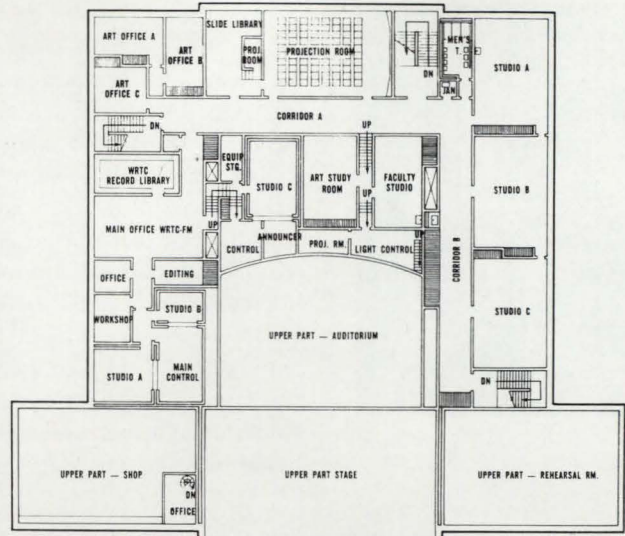 ART OFFICE A
ART
OFFICE B
SLIDE LIBRARY
PROJ.
ROOM
PROJECTION ROOM
DN
MEN'S
T.
JAN
STUDIO A
ART
OFFICE C
DN
CORRIDOR A
UP
WRTC
RECORD LIBRARY
EQUIP
STG.
STUDIO C
ART STUDY
ROOM
UP
FACULTY
STUDIO
STUDIO B
MAIN OFFICE WRTC-FM
UP
CONTROL
ANNOUNCER
PROJ. RM.
LIGHT CONTROL
UP
CORRIDOR B
OFFICE
EDITING
WORKSHOP
STUDIO B
UPPER PART — AUDITORIUM
STUDIO C
STUDIO A
MAIN
CONTROL
DN
UPPER PART — SHOP
DN
OFFICE
UPPER PART STAGE
UPPER PART — REHEARSAL RM.